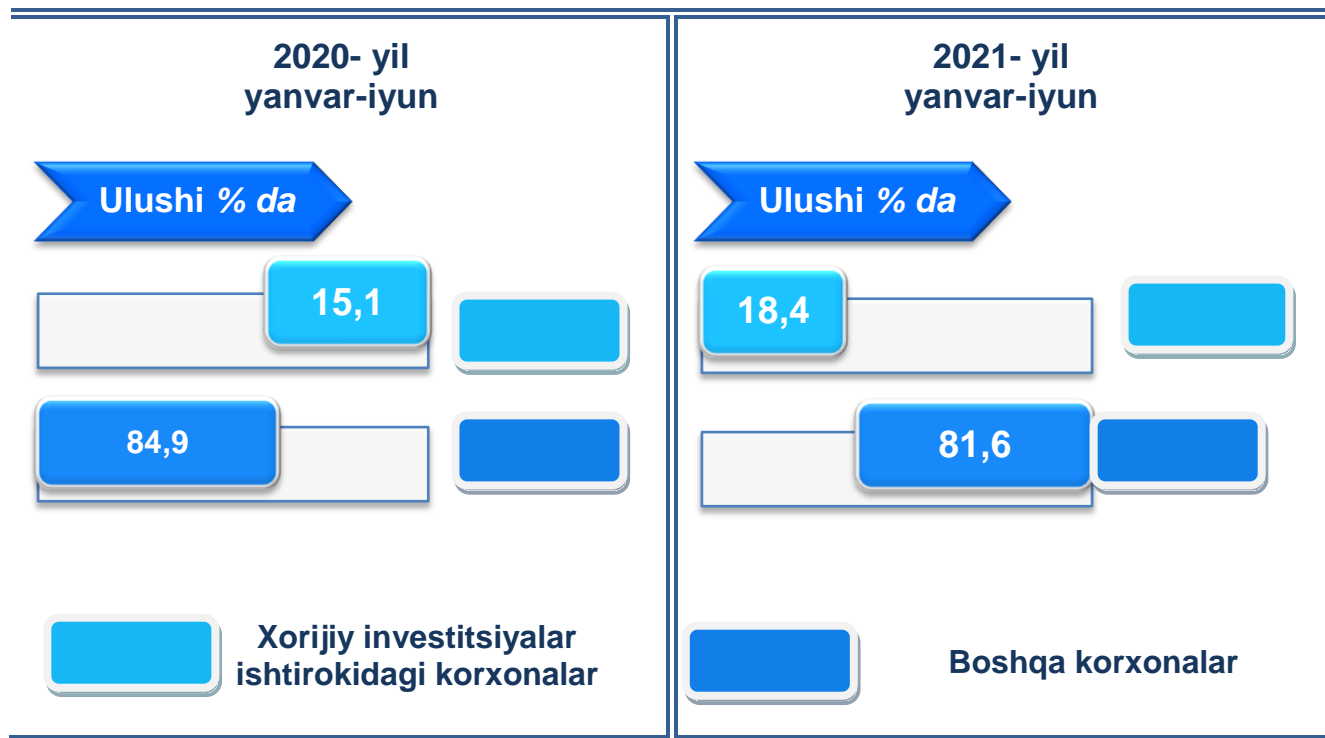 2020- yil
yanvar-iyun
Ulushi % da
15,1
84,9
2021- yil
yanvar-iyun
Ulushi % da
18,4
81,6
Xorijiy investitsiyalar
ishtirokidagi korxonalar
Boshqa korxonalar